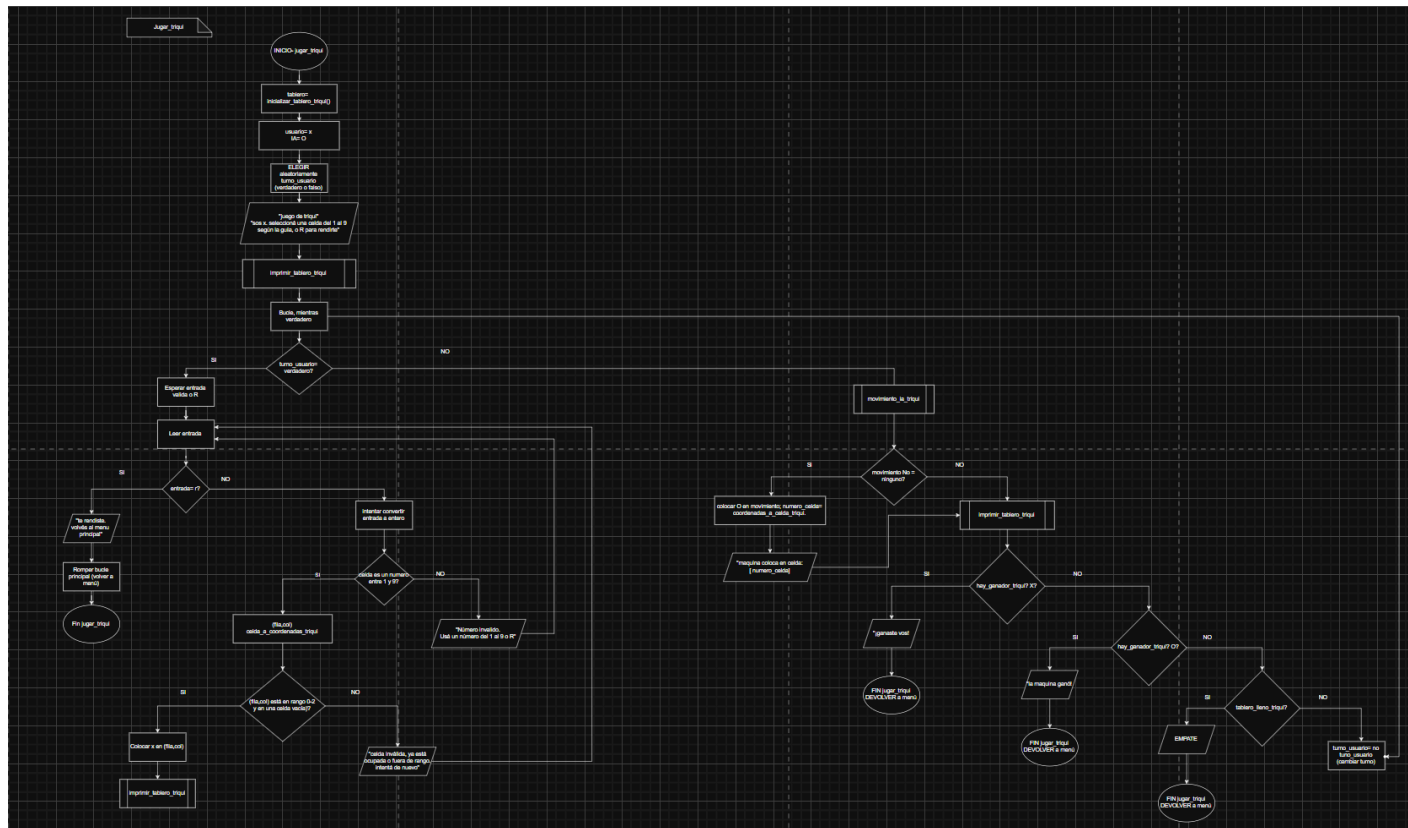 Jugar_triqui
INICIO- jugar_triqui
tablero=
inicializar_tablero_triqui()
usuario= x
IA= O
ELEGIR
aleatoriamente
turno_usuario
(verdadero o falso)
"juego de triqui"
"sos x, seleccioná una celda del 1 al 9
según la guía, o R para rendirte"
imprimir_tablero_triqui
Bucle, mientras
verdadero
turno_usuario=
verdadero?
SI
NO
Esperar entrada
valida o R
Leer entrada
entrada= r?
SI
NO
"te rendiste,
volvés al menu
principal"
Romper bucle
principal (volver a
menú)
Fin jugar_triqui
Intentar convertir
entrada a entero
celda es un numero
entre 1 y 9?
SI
NO
"Número invalido.
Usá un número del 1 al 9 o R"
(fila,col)
celda_a_coordenadas_triqui
(fila,col) está en rango 0-2
y en una celda vacía)?
SI
NO
Colocar x en (fila,col)
imprimir_tablero_triqui
"celda inválida, ya está
ocupada o fuera de rango,
intentá de nuevo"
movimiento_ia_triqui
movimiento No =
ninguno?
SI
NO
colocar O en movimiento; numero_celda=
coordenadas_a_celda_triqui.
"maquina coloca en celda:
[ numero_celda]
imprimir_tablero_triqui
hay_ganador_triqui? X?
SI
NO
"¡ganaste vos!
FIN jugar_triqui
DEVOLVER a menú
hay_ganador_triqui? O?
SI
NO
"la maquina ganó!
FIN jugar_triqui
DEVOLVER a menú
tablero_lleno_triqui?
SI
NO
EMPATE
FIN jugar_triqui
DEVOLVER a menú
turno_usuario= no
tuno_usuario
(cambiar turno)